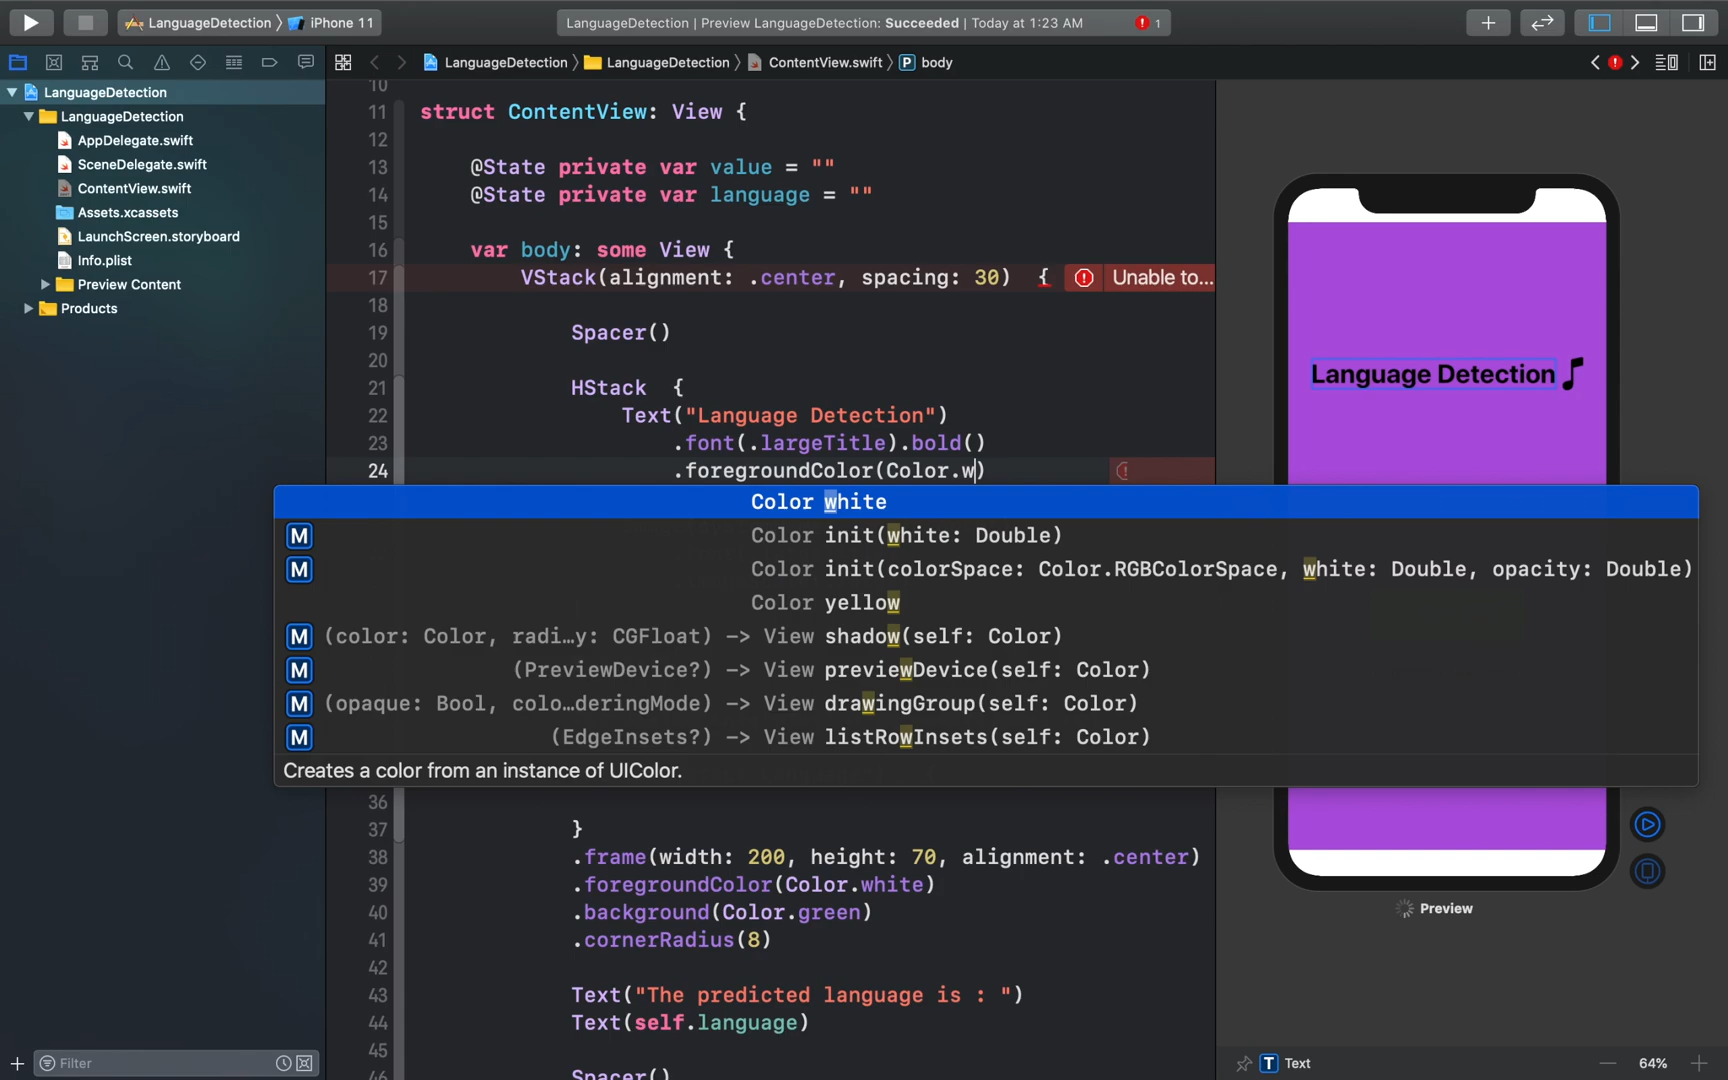 LanguageDetection 〉 iPhone 11
LanguageDetection | Preview LanguageDetection: Succeeded | Today at 1:23 AM
1
LanguageDetection 〉 LanguageDetection 〉 ContentView.swift 〉 P body
LanguageDetection
LanguageDetection
AppDelegate.swift
SceneDelegate.swift
ContentView.swift
Assets.xcassets
LaunchScreen.storyboard
Info.plist
Preview Content
Products
Filter
10
11 struct ContentView: View {
12
13 @State private var value = ""
14 @State private var language = ""
15
16 var body: some View {
17 VStack(alignment: .center, spacing: 30) { Unable to...
18
19 Spacer()
20
21 HStack {
22 Text("Language Detection")
23 .font(.largeTitle).bold()
24 .foregroundColor(Color.w)
Color white
M Color init(white: Double)
M Color init(colorSpace: Color.RGBColorSpace, white: Double, opacity: Double)
Color yellow
M (color: Color, radi…y: CGFloat) -> View shadow(self: Color)
M (PreviewDevice?) -> View previewDevice(self: Color)
M (opaque: Bool, colo…deringMode) -> View drawingGroup(self: Color)
M (EdgeInsets?) -> View listRowInsets(self: Color)
Creates a color from an instance of UIColor.
36
37 }
38 .frame(width: 200, height: 70, alignment: .center)
39 .foregroundColor(Color.white)
40 .background(Color.green)
41 .cornerRadius(8)
42
43 Text("The predicted language is : ")
44 Text(self.language)
45
46 Spacer()
Language Detection
Preview
T Text
64%